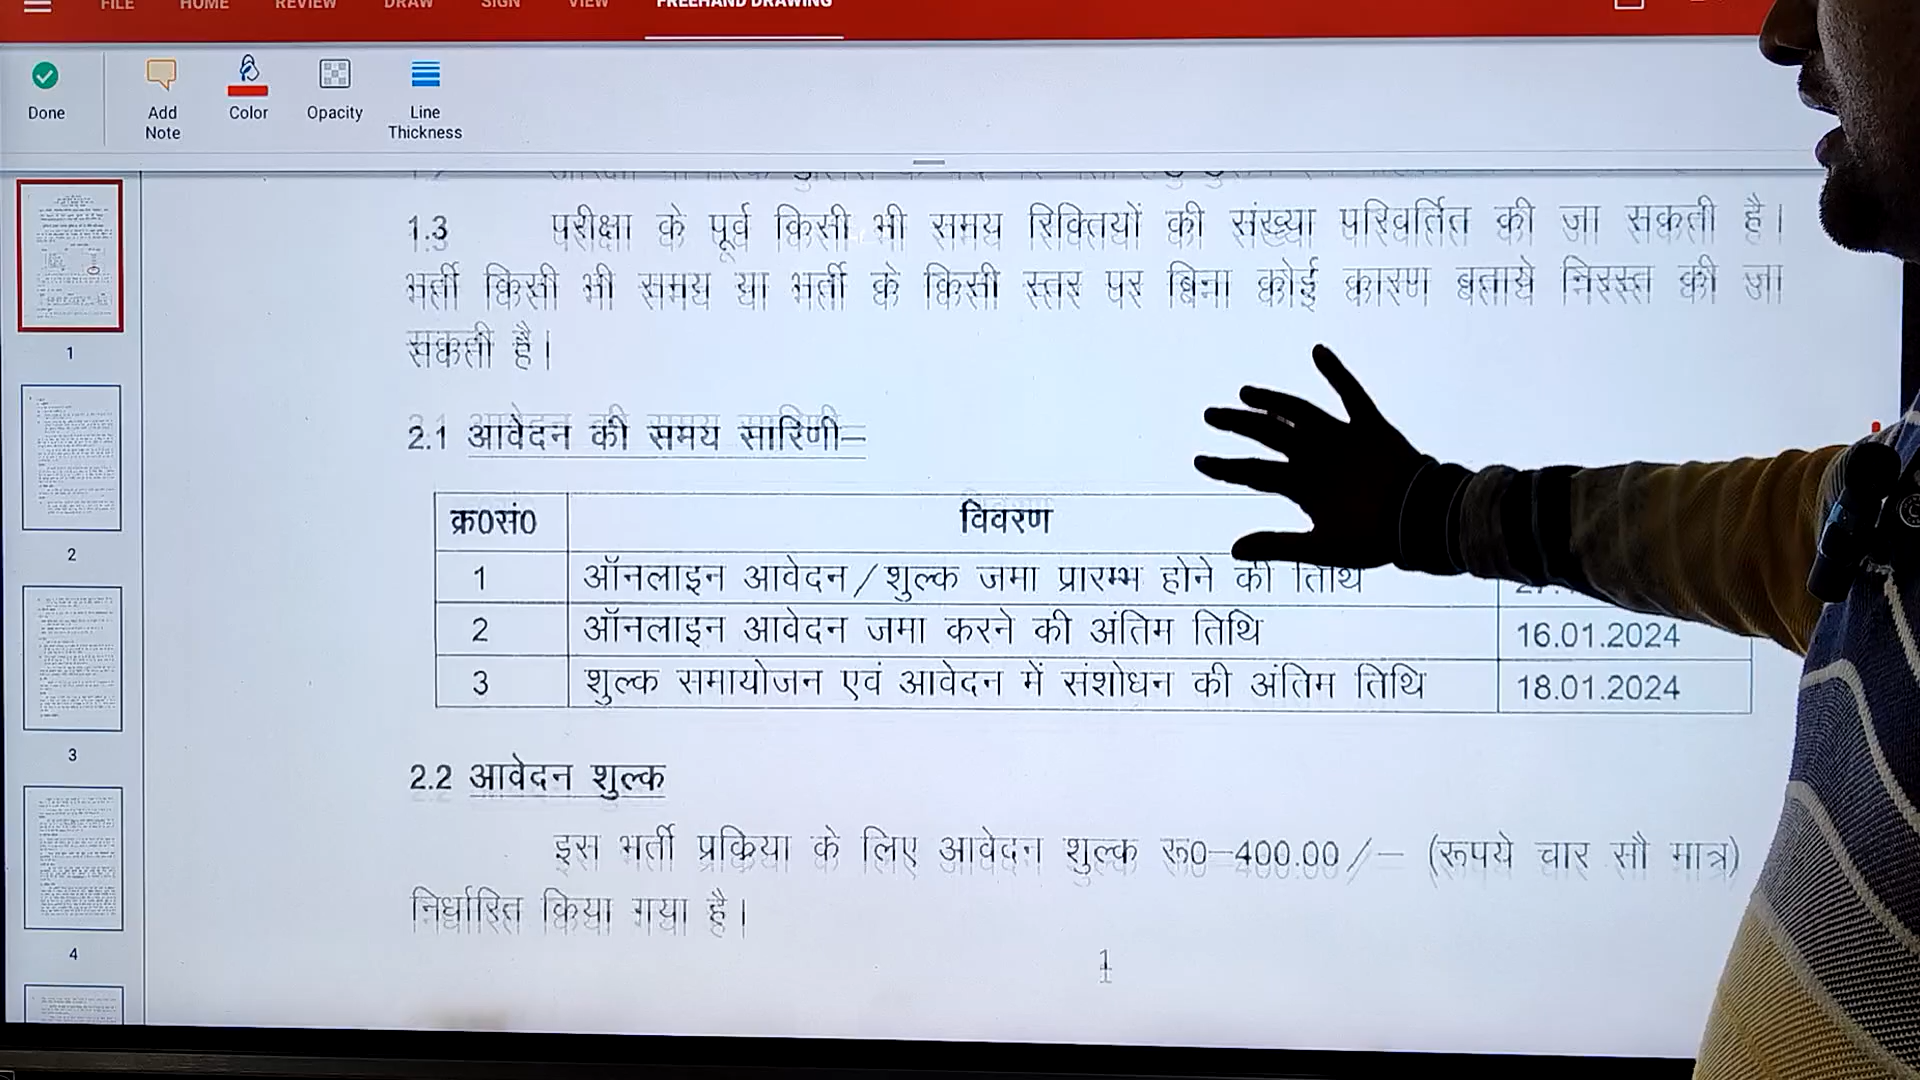 FILE HOME REVIEW DRAW SIGN VIEW FREEHAND DRAWING
Done
Add Note
Color
Opacity
Line Thickness
1.3 परीक्षा के पूर्व किसी भी समय रिक्तियों की संख्या परिवर्तित की जा सकती है।
भर्ती किसी भी समय या भर्ती के किसी स्तर पर बिना कोई कारण बताये निरस्त की जा
सकती है।
2.1 आवेदन की समय सारिणी–
क्र0सं0 विवरण
1 ऑनलाइन आवेदन/शुल्क जमा प्रारम्भ होने की तिथि
2 ऑनलाइन आवेदन जमा करने की अंतिम तिथि 16.01.2024
3 शुल्क समायोजन एवं आवेदन में संशोधन की अंतिम तिथि 18.01.2024
2.2 आवेदन शुल्क
इस भर्ती प्रक्रिया के लिए आवेदन शुल्क रू0–400.00/– (रूपये चार सौ मात्र)
निर्धारित किया गया है।
1
1
2
3
4